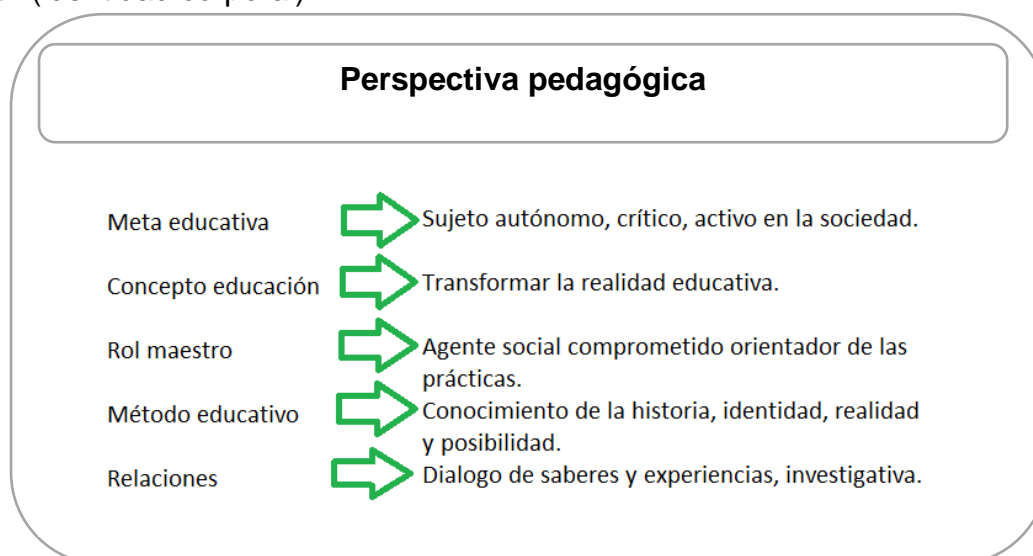 Perspectiva pedagógica
Meta educativa
Sujeto autónomo, crítico, activo en la sociedad.
Concepto educación
Transformar la realidad educativa.
Rol maestro
Agente social comprometido orientador de las
prácticas.
Método educativo
Conocimiento de la historia, identidad, realidad
y posibilidad.
Relaciones
Dialogo de saberes y experiencias, investigativa.